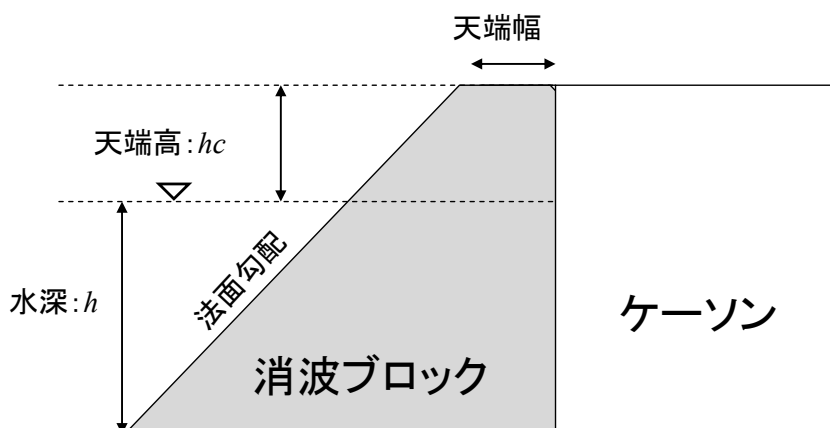 天端幅
天端高:hc
水深:h
法面勾配
消波ブロック
ケーソン